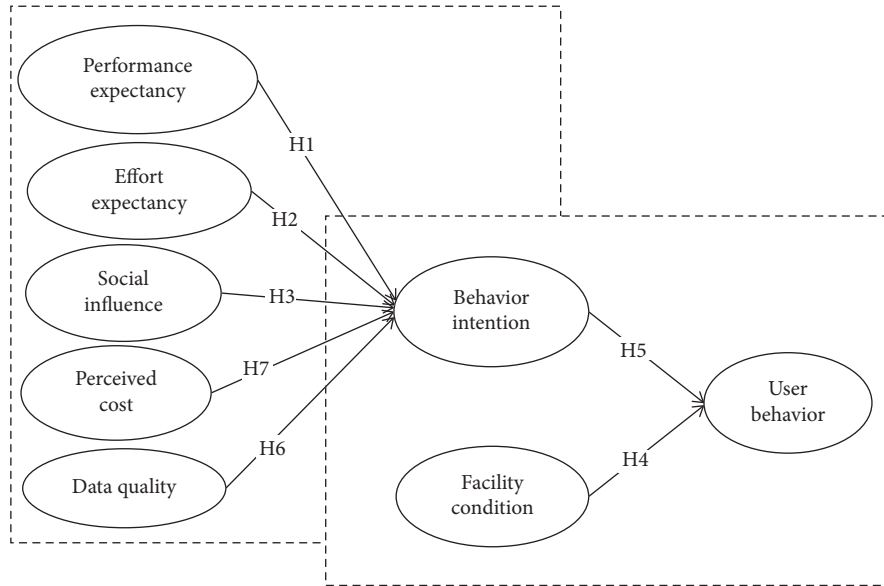 Performance
expectancy
H1
Effort
expectancy
H2
Social
influence
H3
Behavior
intention
H5
Perceived
cost
H7
User
behavior
H6
H4
Data quality
Facility
condition